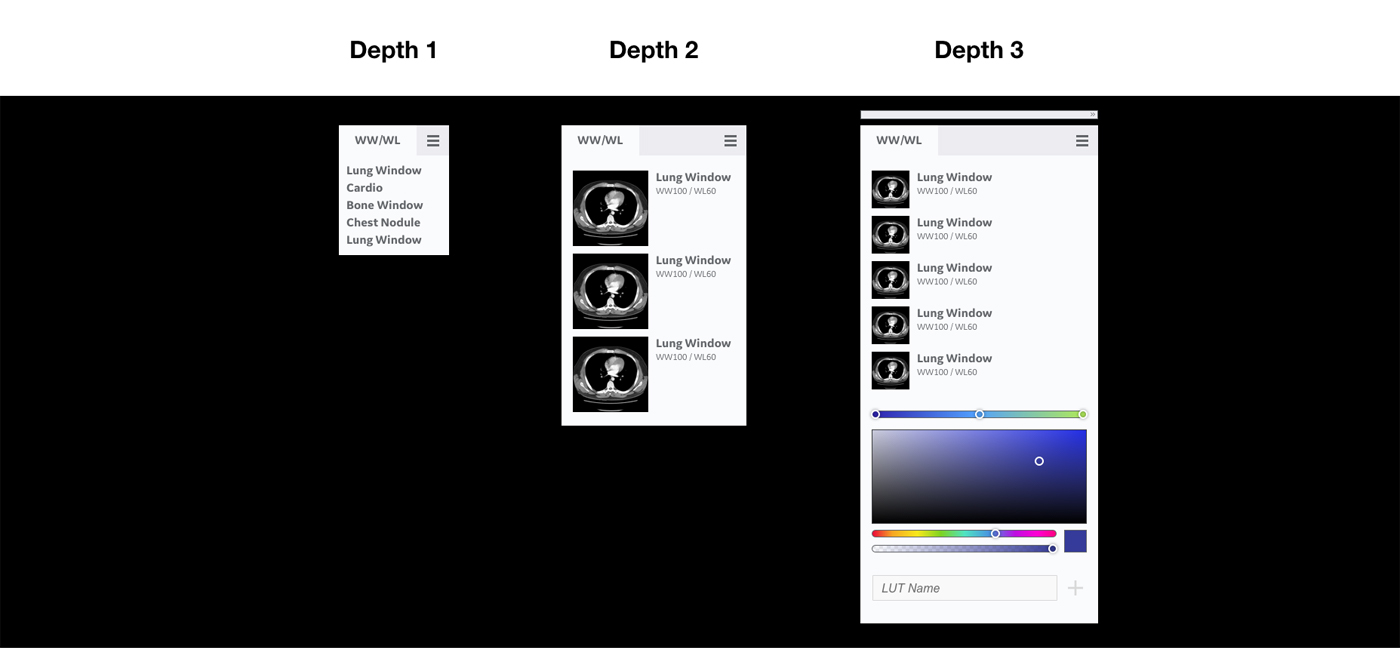 Depth 1
Depth 2
Depth 3
WW/WL
Lung Window
Cardio
Bone Window
Chest Nodule
Lung Window
WW/WL
Lung Window
WW100 / WL60
Lung Window
WW100 / WL60
Lung Window
WW100 / WL60
WW/WL
Lung Window
WW100 / WL60
Lung Window
WW100 / WL60
Lung Window
WW100 / WL60
Lung Window
WW100 / WL60
Lung Window
WW100 / WL60
LUT Name